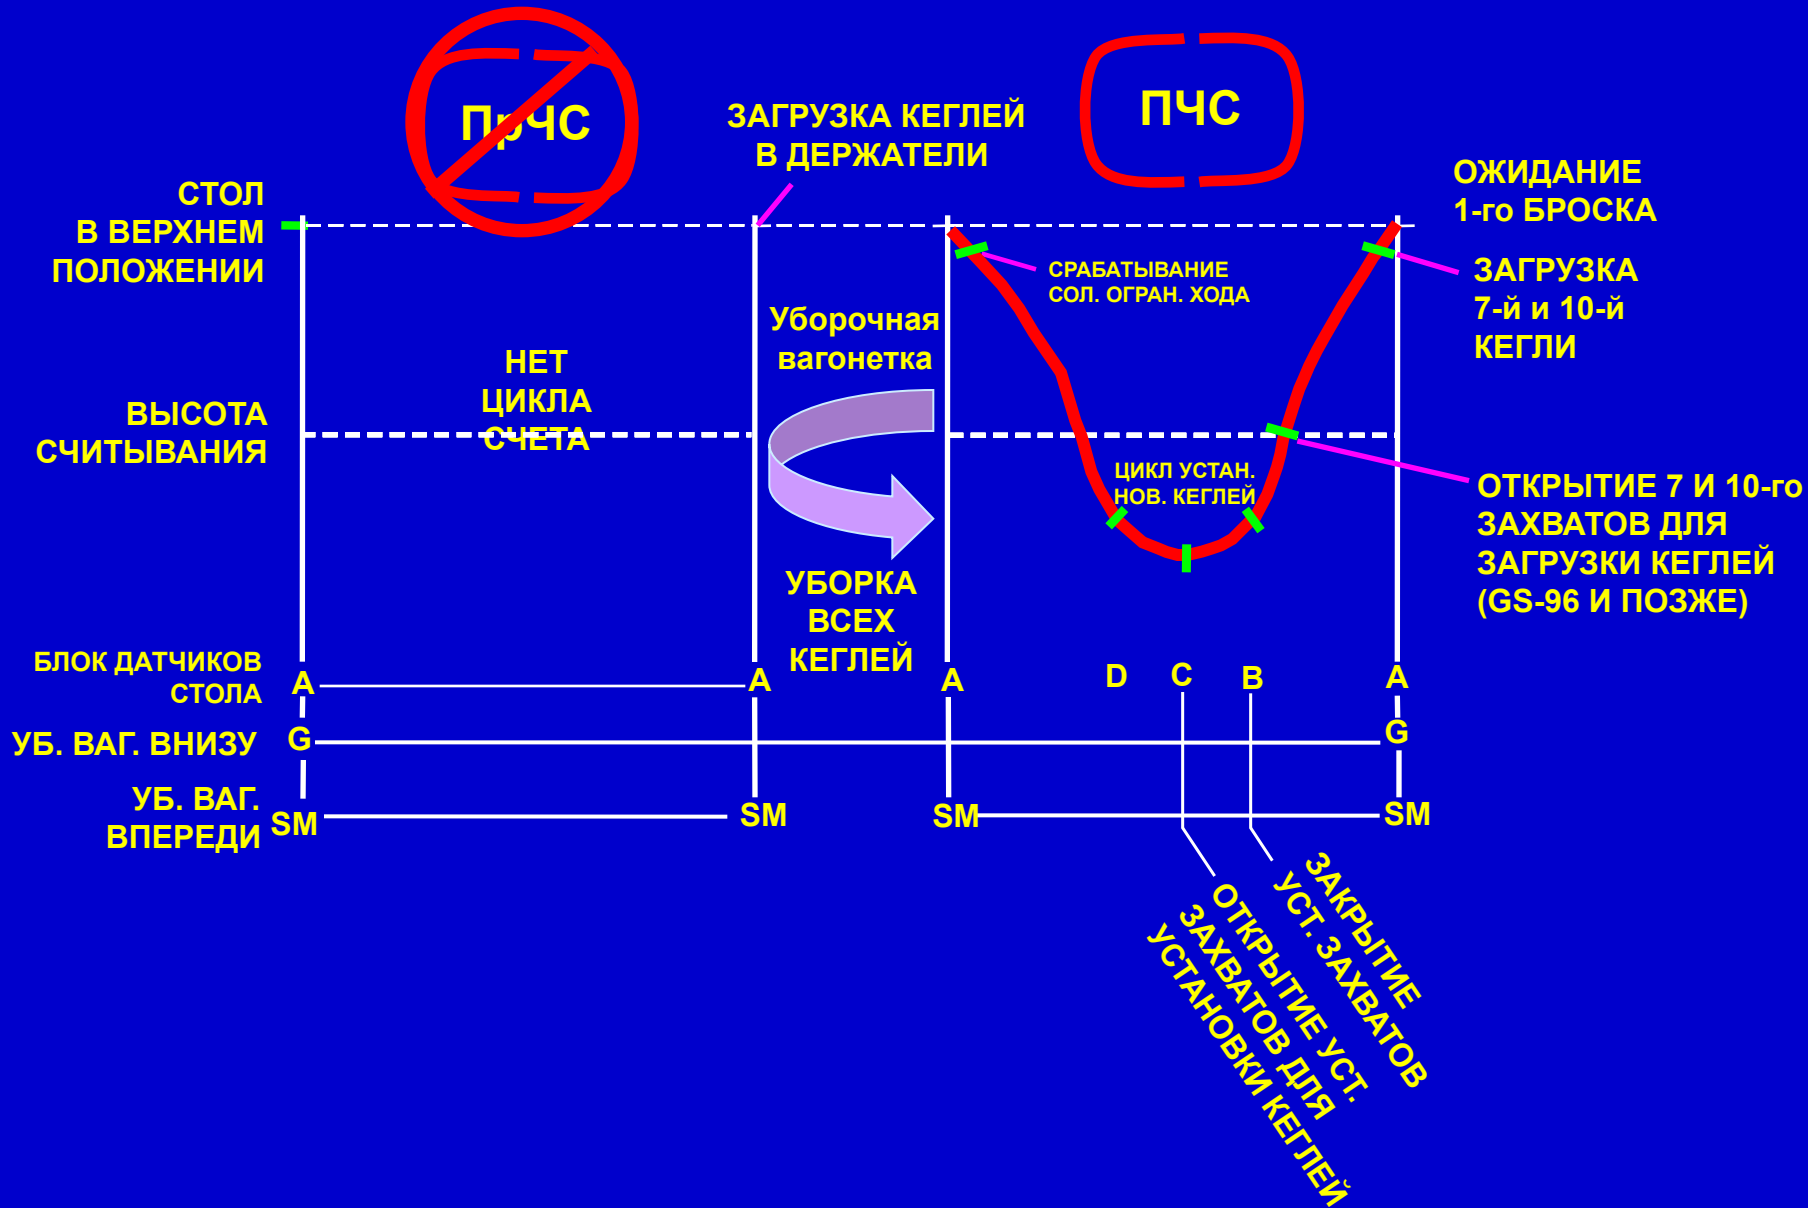 ПрЧС
ПЧС
ЗАГРУЗКА КЕГЛЕЙ
В ДЕРЖАТЕЛИ
СТОЛ
В ВЕРХНЕМ
ПОЛОЖЕНИИ
ОЖИДАНИЕ
1-го БРОСКА
СРАБАТЫВАНИЕ
СОЛ. ОГРАН. ХОДА
ЗАГРУЗКА
7-й и 10-й
КЕГЛИ
Уборочная
вагонетка
НЕТ
ЦИКЛА
СЧЕТА
ВЫСОТА
СЧИТЫВАНИЯ
ЦИКЛ УСТАН.
НОВ. КЕГЛЕЙ
ОТКРЫТИЕ 7 И 10-го
ЗАХВАТОВ ДЛЯ
ЗАГРУЗКИ КЕГЛЕЙ
(GS-96 И ПОЗЖЕ)
УБОРКА
ВСЕХ
КЕГЛЕЙ
БЛОК ДАТЧИКОВ
СТОЛА
A A A D C B A
УБ. ВАГ. ВНИЗУ
G G
УБ. ВАГ.
ВПЕРЕДИ
SM SM SM SM
ЗАКРЫТИЕ
УСТ. ЗАХВАТОВ
ОТКРЫТИЕ УСТ.
ЗАХВАТОВ ДЛЯ
УСТАНОВКИ КЕГЛЕЙ